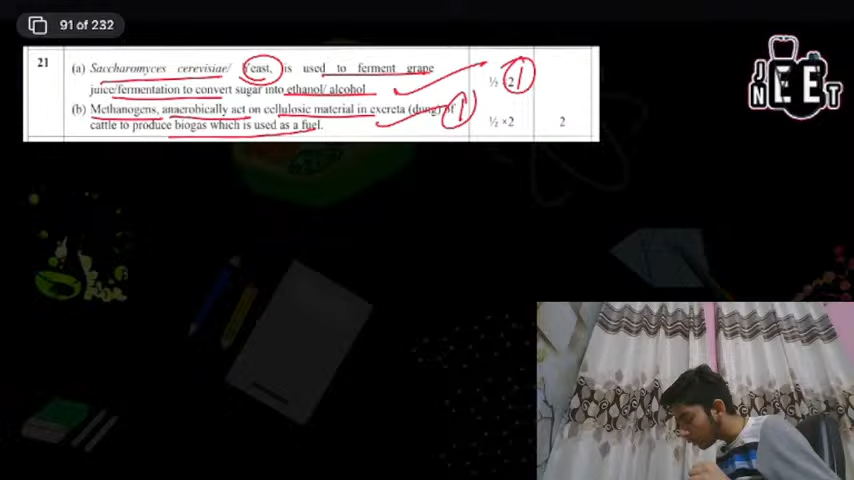 91 of 232
21
(a) Saccharomyces cerevisiae/ Yeast, is used to ferment grape
juice/fermentation to convert sugar into ethanol/ alcohol
½ 2 1
(b) Methanogens, anaerobically act on cellulosic material in excreta (dung) of
cattle to produce biogas which is used as a fuel.
1
½ ×2
2
JN
NEET